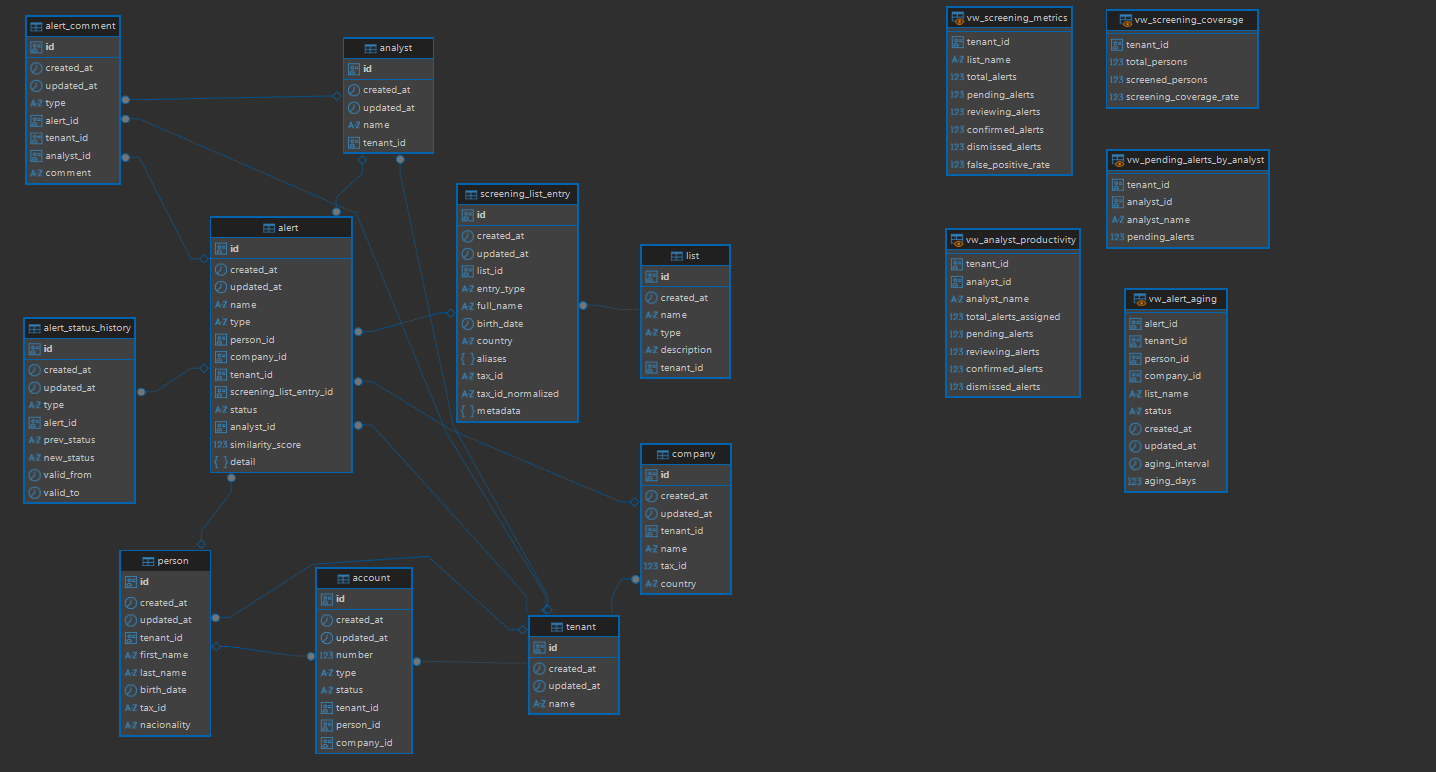 alert_comment
id
created_at
updated_at
type
alert_id
tenant_id
analyst_id
comment
analyst
id
created_at
updated_at
name
tenant_id
alert
id
created_at
updated_at
name
type
person_id
company_id
tenant_id
screening_list_entry_id
status
analyst_id
similarity_score
detail
screening_list_entry
id
created_at
updated_at
list_id
entry_type
full_name
birth_date
country
aliases
tax_id
tax_id_normalized
metadata
list
id
created_at
name
type
description
tenant_id
alert_status_history
id
created_at
updated_at
type
alert_id
prev_status
new_status
valid_from
valid_to
company
id
created_at
updated_at
tenant_id
name
tax_id
country
person
id
created_at
updated_at
tenant_id
first_name
last_name
birth_date
tax_id
nacionality
account
id
created_at
updated_at
number
type
status
tenant_id
person_id
company_id
tenant
id
created_at
updated_at
name
vw_screening_metrics
tenant_id
list_name
total_alerts
pending_alerts
reviewing_alerts
confirmed_alerts
dismissed_alerts
false_positive_rate
vw_screening_coverage
tenant_id
total_persons
screened_persons
screening_coverage_rate
vw_pending_alerts_by_analyst
tenant_id
analyst_id
analyst_name
pending_alerts
vw_analyst_productivity
tenant_id
analyst_id
analyst_name
total_alerts_assigned
pending_alerts
reviewing_alerts
confirmed_alerts
dismissed_alerts
vw_alert_aging
alert_id
tenant_id
person_id
company_id
list_name
status
created_at
updated_at
aging_interval
aging_days